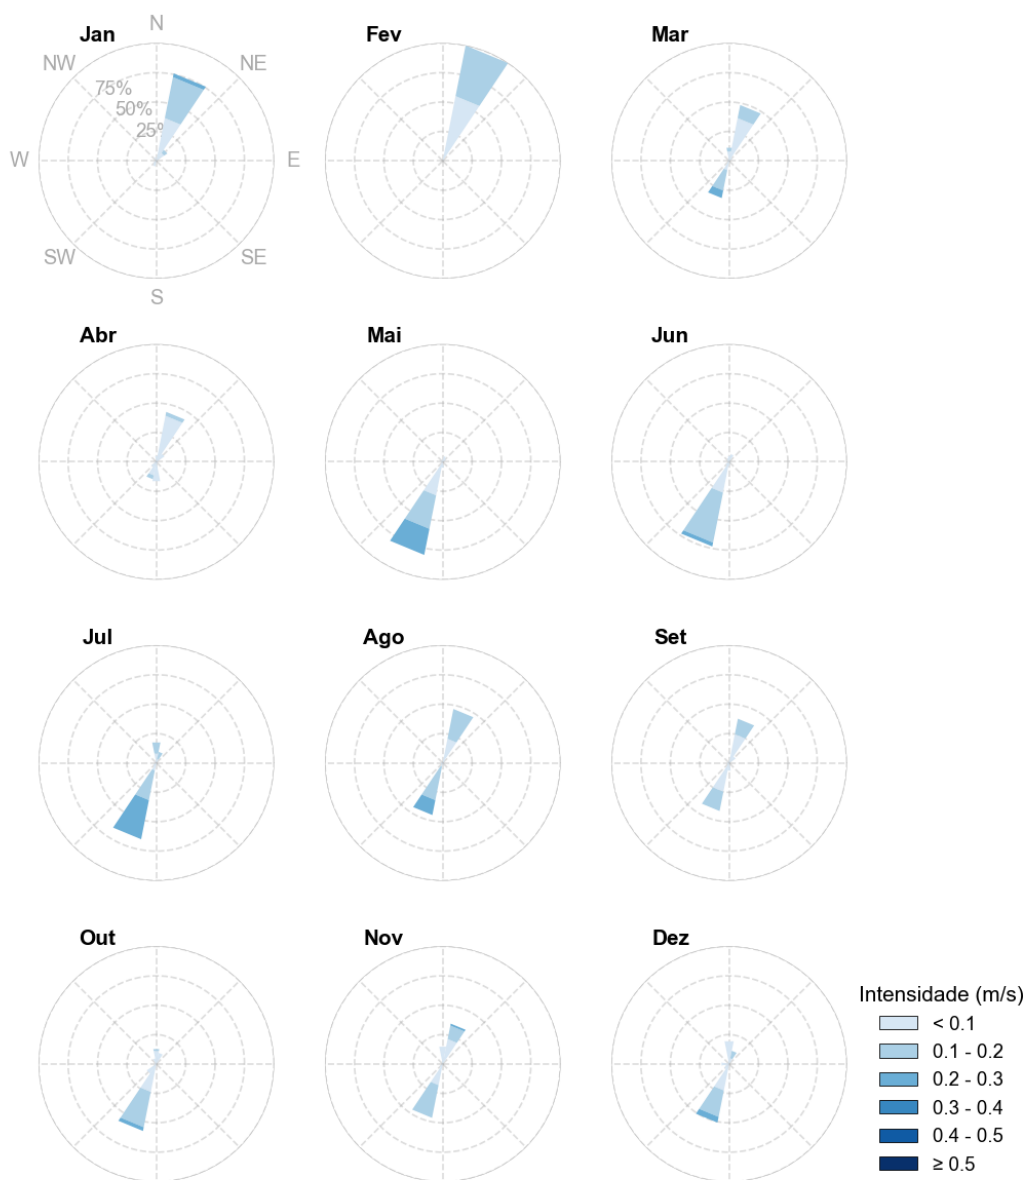 Jan
N
Fev
Mar
NW
NE
75%
50%
25%
W
E
SW
SE
S
Abr
Mai
Jun
Jul
Ago
Set
Out
Nov
Dez
Intensidade (m/s)
< 0.1
0.1 - 0.2
0.2 - 0.3
0.3 - 0.4
0.4 - 0.5
≥ 0.5